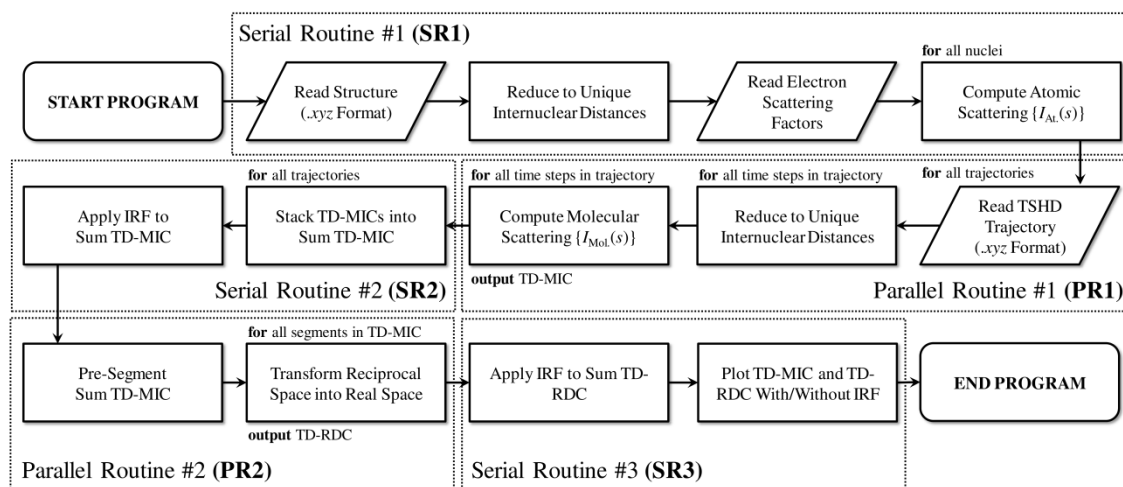 Serial Routine #1 (SR1)
for all nuclei
START PROGRAM
Read Structure
(.xyz Format)
Reduce to Unique
Internuclear Distances
Read Electron
Scattering
Factors
Compute Atomic
Scattering {I_At.(s)}
for all trajectories
Read TSHD
Trajectory
(.xyz Format)
for all time steps in trajectory
Reduce to Unique
Internuclear Distances
for all time steps in trajectory
Compute Molecular
Scattering {I_Mol.(s)}
output TD-MIC
Parallel Routine #1 (PR1)
for all trajectories
Stack TD-MICs into
Sum TD-MIC
Apply IRF to
Sum TD-MIC
Serial Routine #2 (SR2)
Pre-Segment
Sum TD-MIC
for all segments in TD-MIC
Transform Reciprocal
Space into Real Space
output TD-RDC
Parallel Routine #2 (PR2)
Apply IRF to Sum TD-
RDC
Plot TD-MIC and TD-
RDC With/Without IRF
Serial Routine #3 (SR3)
END PROGRAM